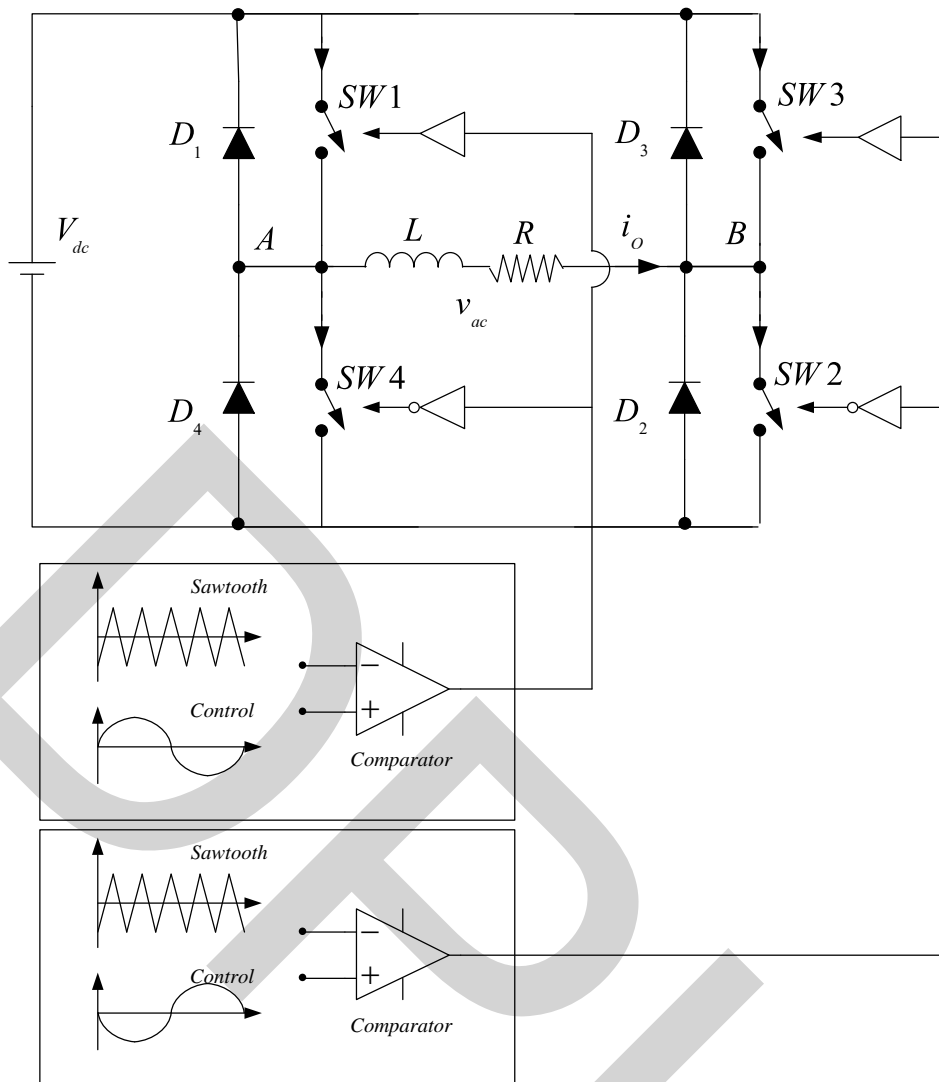 SW1
SW3
D1
D3
Vdc
A
L
R
iO
B
vac
SW4
SW2
D4
D2
Sawtooth
−
Control
+
Comparator
Sawtooth
−
Control
+
Comparator